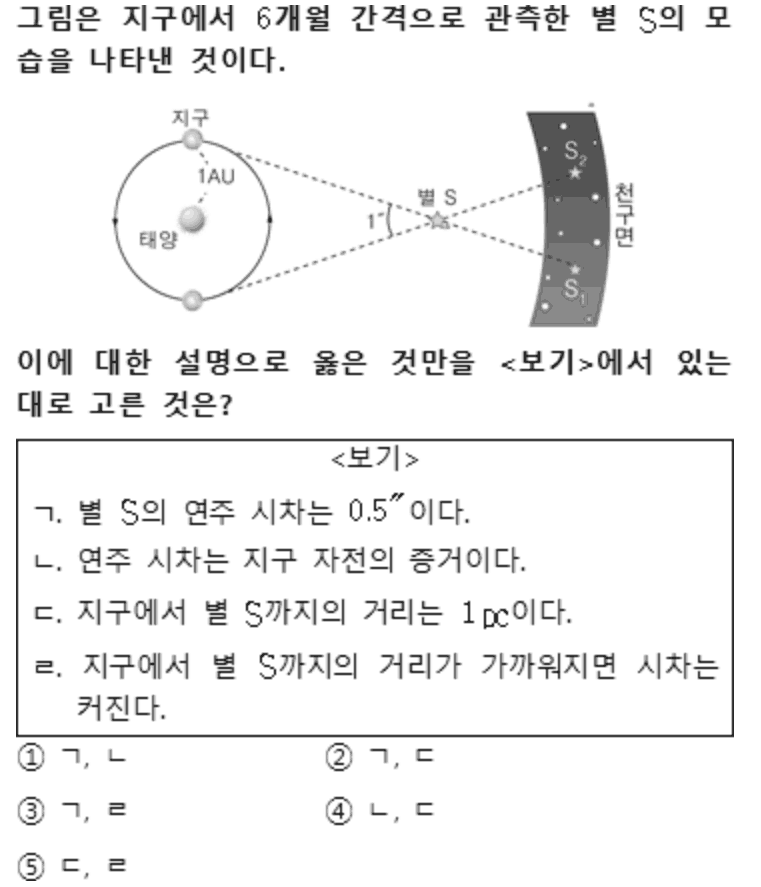 그림은 지구에서 6개월 간격으로 관측한 별 S의 모
습을 나타낸 것이다.
지구
1AU
태양
1″
별 S
S₂
S₁
천구면
이에 대한 설명으로 옳은 것만을 <보기>에서 있는
대로 고른 것은?
<보기>
ㄱ. 별 S의 연주 시차는 0.5″이다.
ㄴ. 연주 시차는 지구 자전의 증거이다.
ㄷ. 지구에서 별 S까지의 거리는 1pc이다.
ㄹ. 지구에서 별 S까지의 거리가 가까워지면 시차는
커진다.
① ㄱ, ㄴ ② ㄱ, ㄷ
③ ㄱ, ㄹ ④ ㄴ, ㄷ
⑤ ㄷ, ㄹ